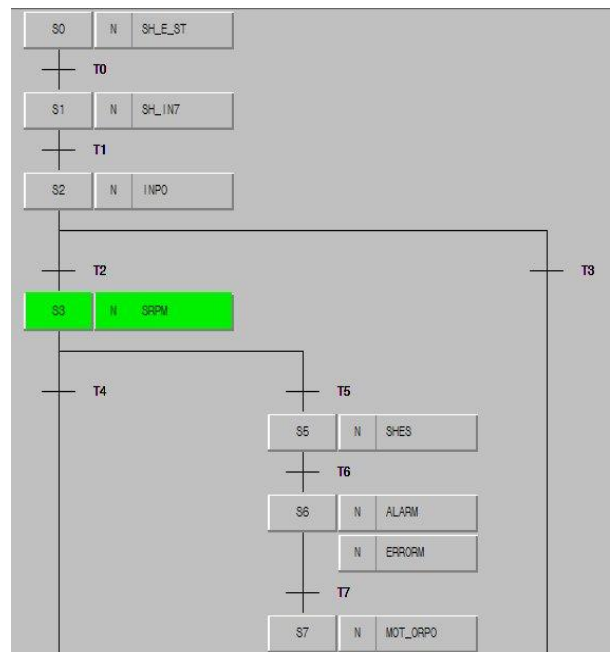 S0 N SH_E_ST
T0
S1 N SH_IN7
T1
S2 N INPO
T2 T3
S3 N SRPM
T4 T5
S5 N SHES
T6
S6 N ALARM
N ERRORM
T7
S7 N MOT_ORPO